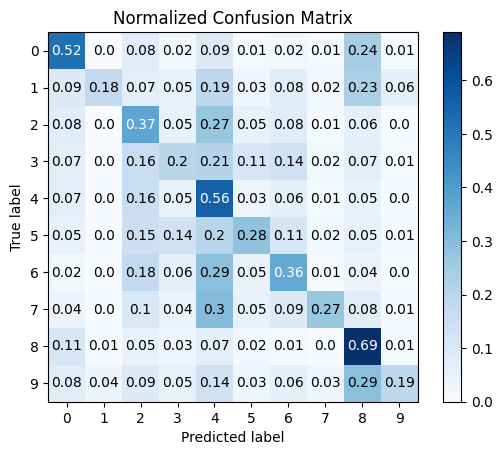 Normalized Confusion Matrix
0 0.52 0.0 0.08 0.02 0.09 0.01 0.02 0.01 0.24 0.01
1 0.09 0.18 0.07 0.05 0.19 0.03 0.08 0.02 0.23 0.06
2 0.08 0.0 0.37 0.05 0.27 0.05 0.08 0.01 0.06 0.0
3 0.07 0.0 0.16 0.2 0.21 0.11 0.14 0.02 0.07 0.01
4 0.07 0.0 0.16 0.05 0.56 0.03 0.06 0.01 0.05 0.0
5 0.05 0.0 0.15 0.14 0.2 0.28 0.11 0.02 0.05 0.01
6 0.02 0.0 0.18 0.06 0.29 0.05 0.36 0.01 0.04 0.0
7 0.04 0.0 0.1 0.04 0.3 0.05 0.09 0.27 0.08 0.01
8 0.11 0.01 0.05 0.03 0.07 0.02 0.01 0.0 0.69 0.01
9 0.08 0.04 0.09 0.05 0.14 0.03 0.06 0.03 0.29 0.19
0 1 2 3 4 5 6 7 8 9
Predicted label
True label
0.6
0.5
0.4
0.3
0.2
0.1
0.0